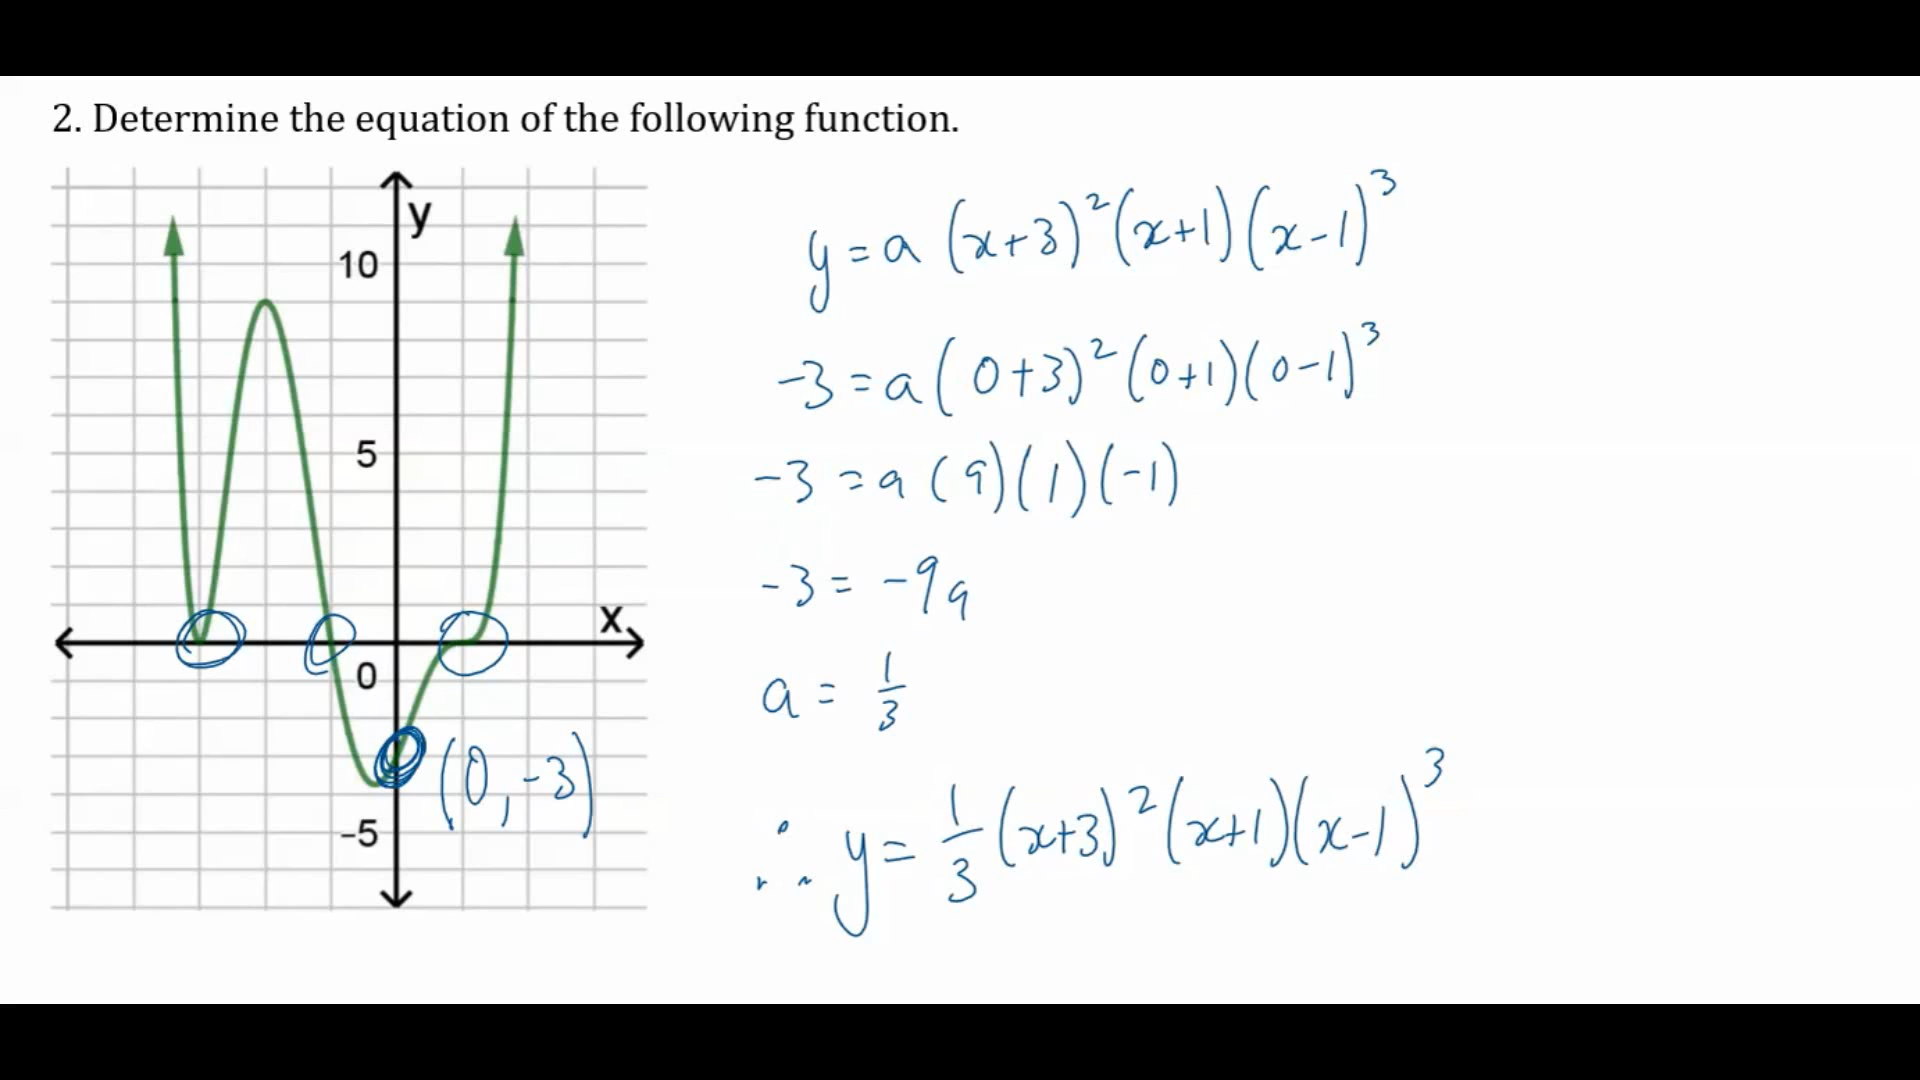 2. Determine the equation of the following function.
y
10
5
x
0
-5
(0, -3)
y = a (x+3)²(x+1)(x-1)³
-3 = a(0+3)²(0+1)(0-1)³
-3 = a(9)(1)(-1)
-3 = -9a
a = 1/3
∴ y = 1/3 (x+3)²(x+1)(x-1)³